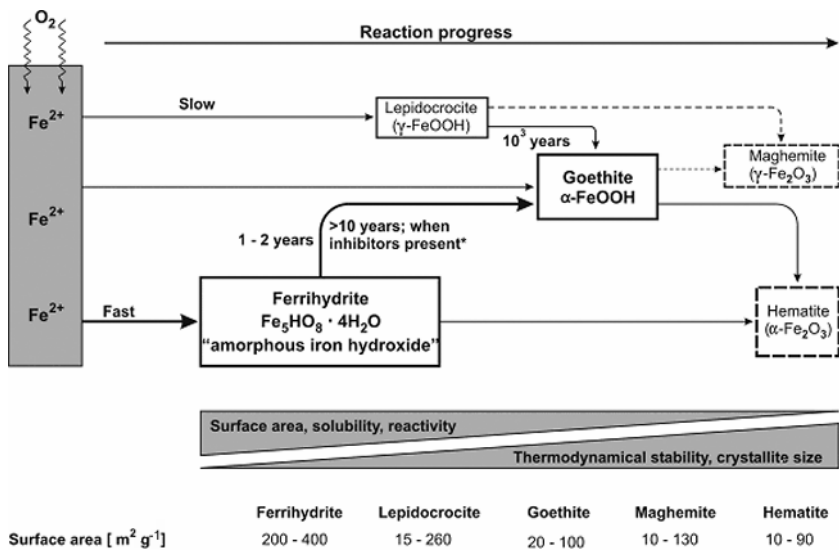 O₂
Reaction progress
Fe²⁺
Slow
Lepidocrocite
(γ-FeOOH)
10³ years
Maghemite
(γ-Fe₂O₃)
Goethite
α-FeOOH
Fe²⁺
1 - 2 years
>10 years; when
inhibitors present*
Fe²⁺
Fast
Ferrihydrite
Fe₅HO₈ · 4H₂O
“amorphous iron hydroxide”
Hematite
(α-Fe₂O₃)
Surface area, solubility, reactivity
Thermodynamical stability, crystallite size
Ferrihydrite Lepidocrocite Goethite Maghemite Hematite
Surface area [ m² g⁻¹] 200 - 400 15 - 260 20 - 100 10 - 130 10 - 90